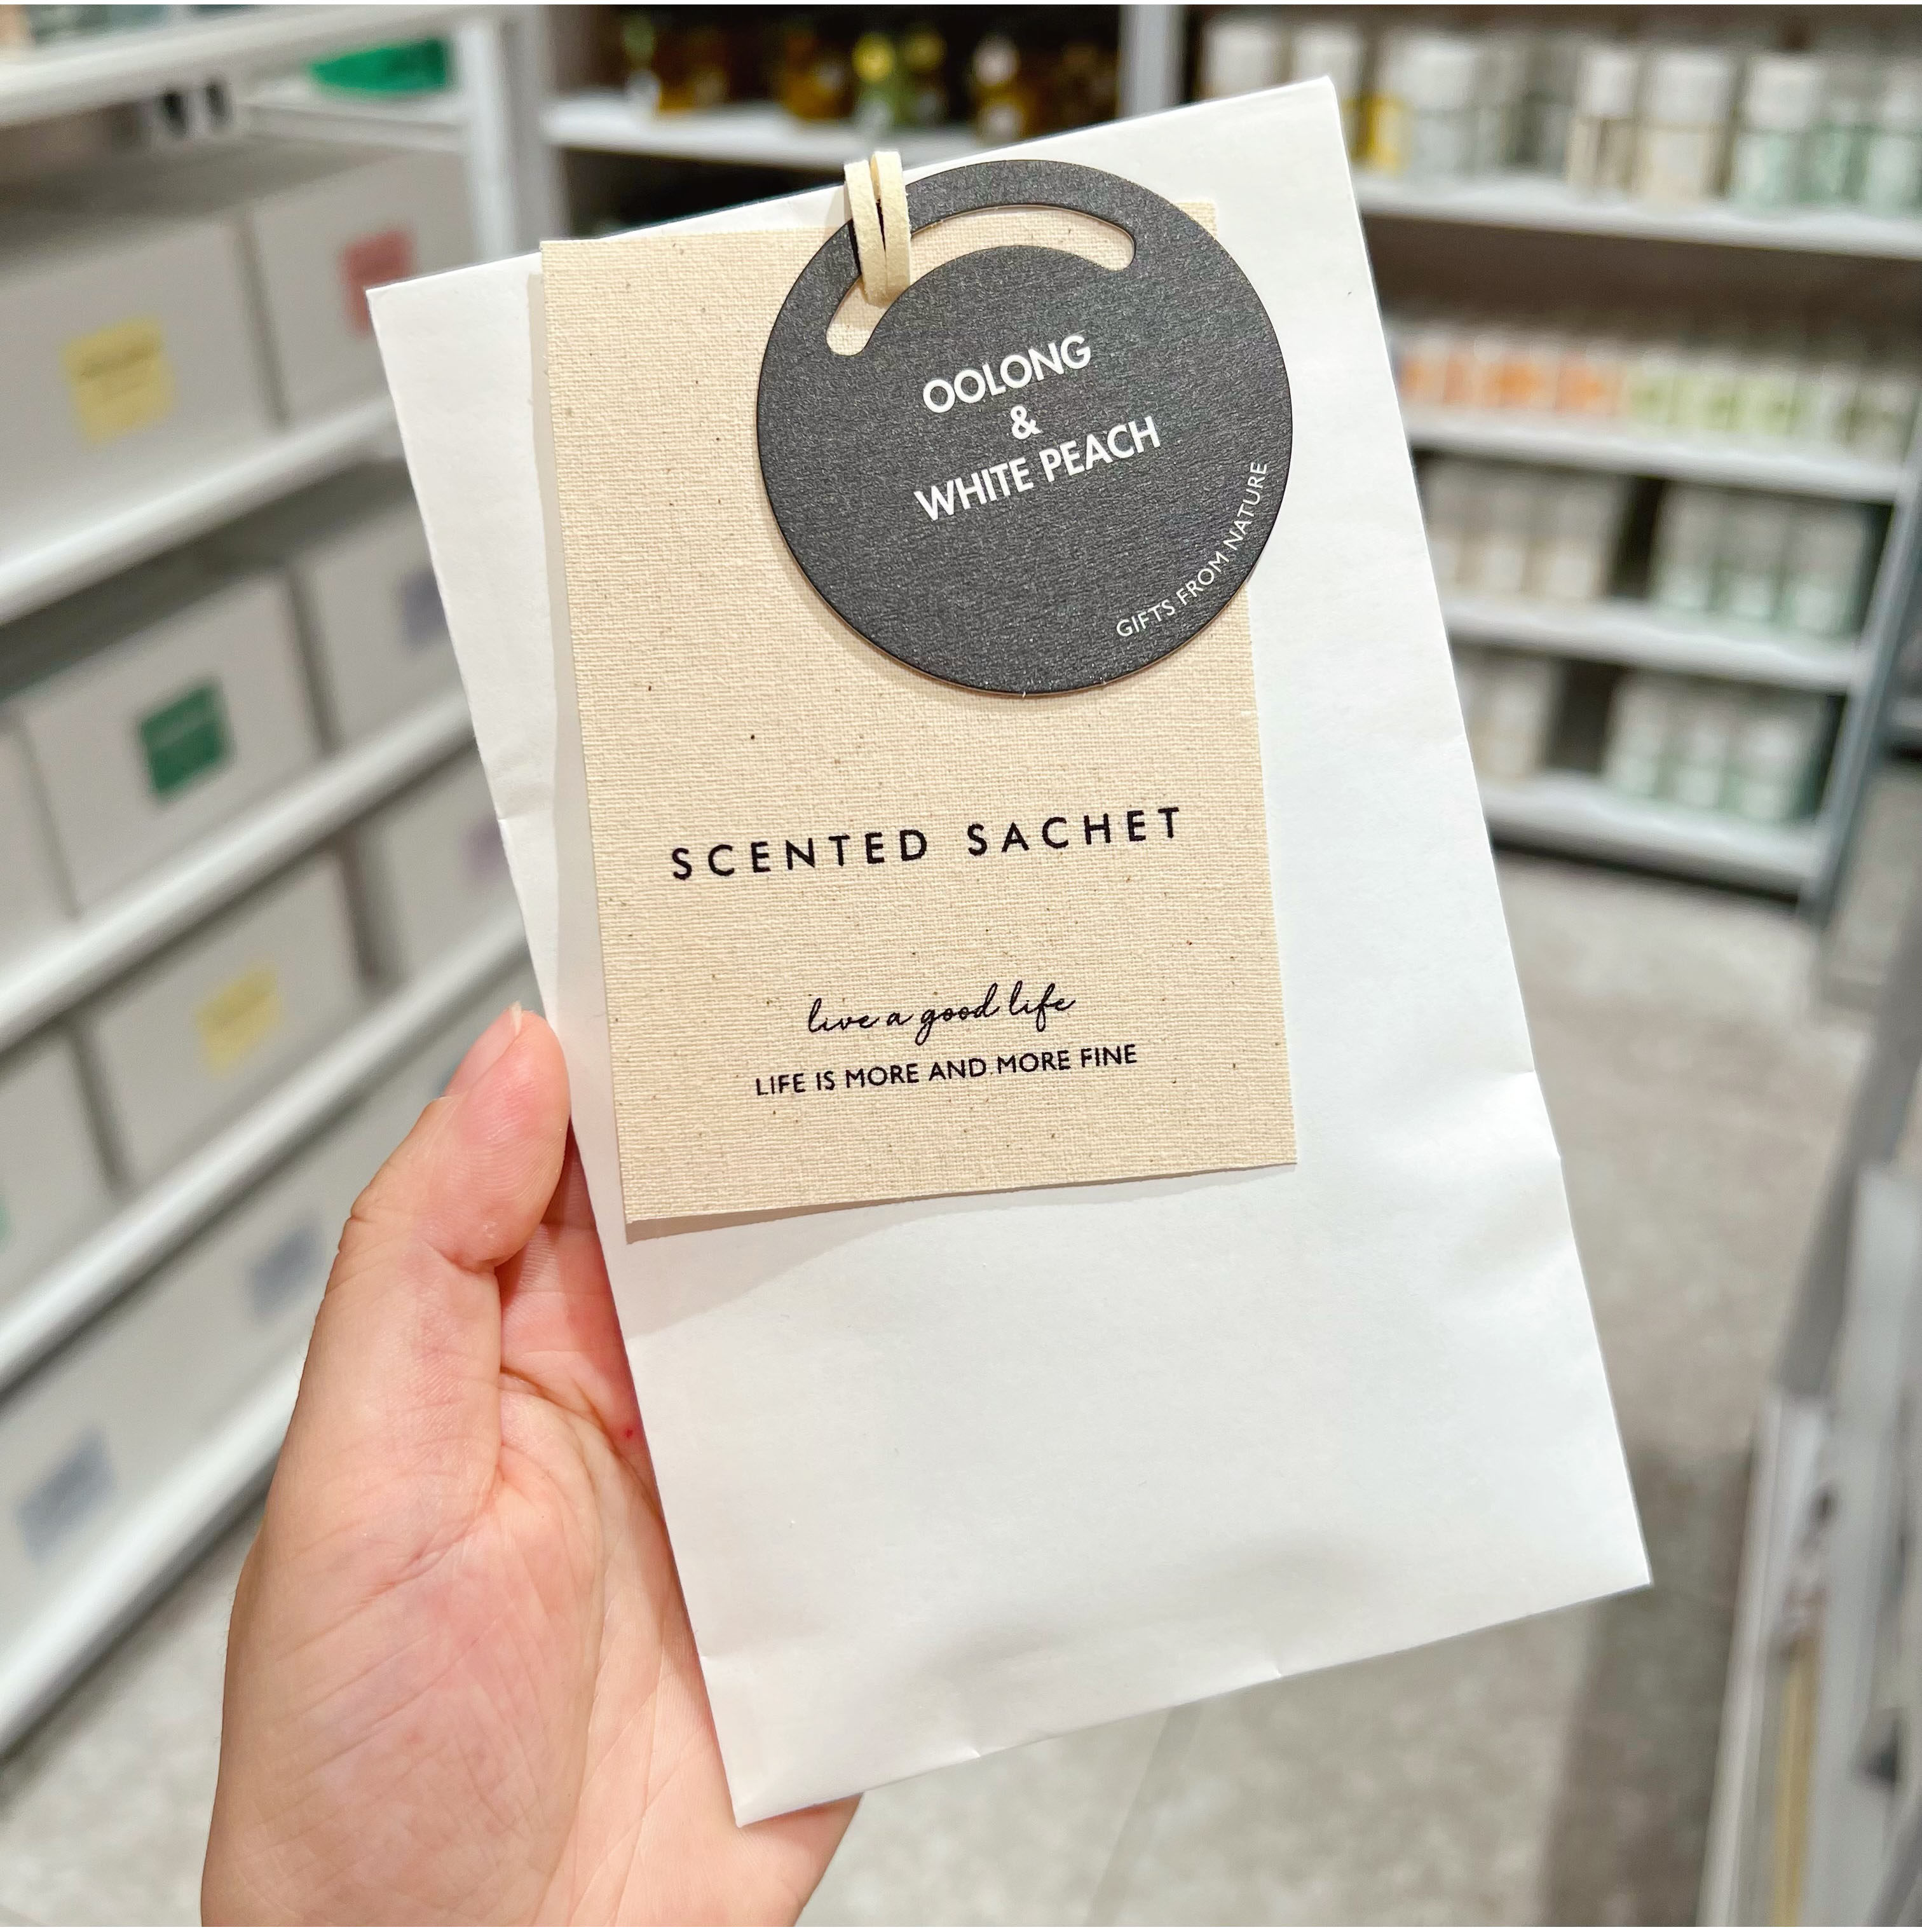 OOLONG
&
WHITE PEACH
GIFTS FROM NATURE
SCENTED SACHET
live a good life
LIFE IS MORE AND MORE FINE